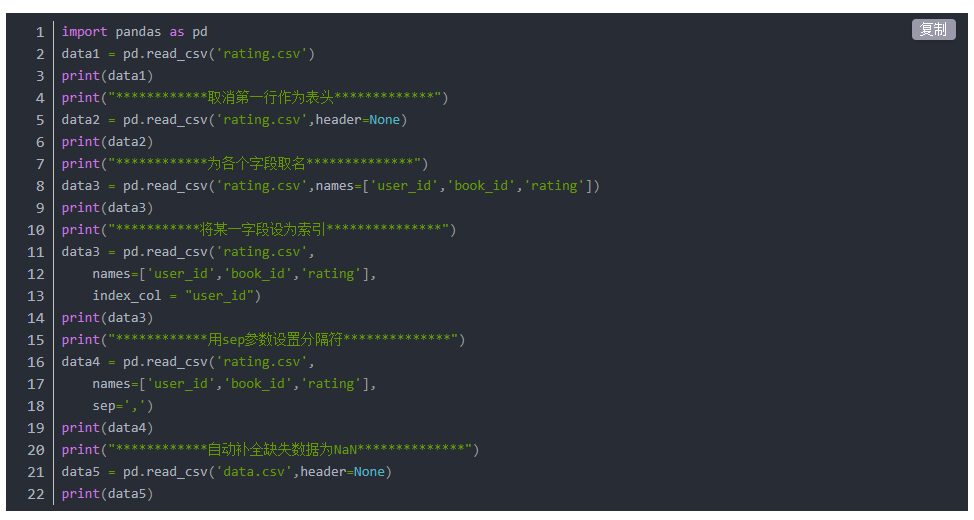 复制
1 import pandas as pd
2 data1 = pd.read_csv('rating.csv')
3 print(data1)
4 print("************取消第一行作为表头*************")
5 data2 = pd.read_csv('rating.csv',header=None)
6 print(data2)
7 print("************为各个字段取名**************")
8 data3 = pd.read_csv('rating.csv',names=['user_id','book_id','rating'])
9 print(data3)
10 print("***********将某一字段设为索引***************")
11 data3 = pd.read_csv('rating.csv',
12     names=['user_id','book_id','rating'],
13     index_col = "user_id")
14 print(data3)
15 print("************用sep参数设置分隔符**************")
16 data4 = pd.read_csv('rating.csv',
17     names=['user_id','book_id','rating'],
18     sep=',')
19 print(data4)
20 print("************自动补全缺失数据为NaN**************")
21 data5 = pd.read_csv('data.csv',header=None)
22 print(data5)